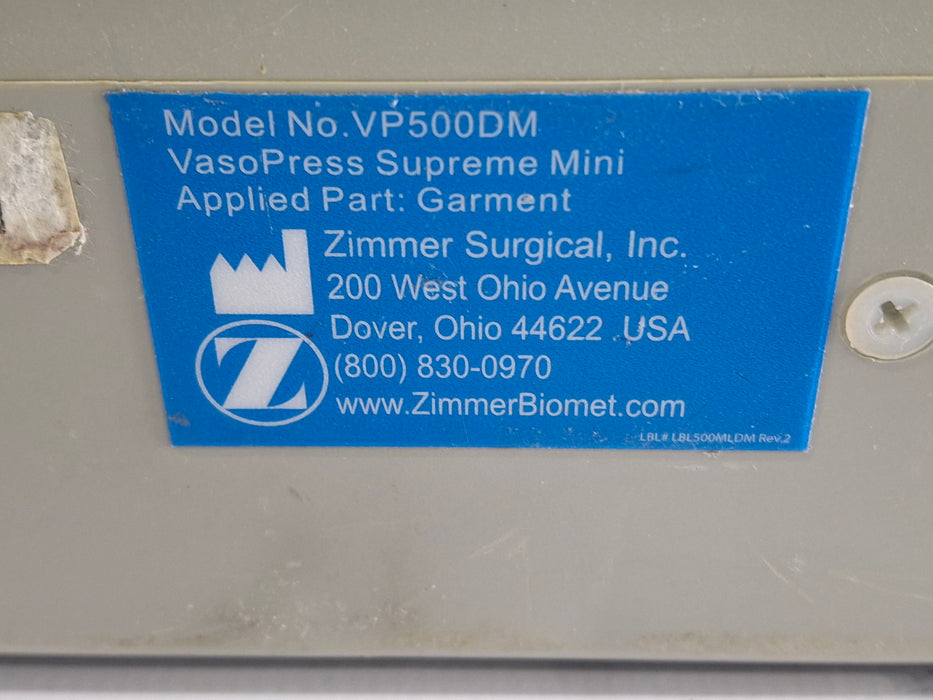 Model No.VP500DM
VasoPress Supreme Mini
Applied Part: Garment
Zimmer Surgical, Inc.
200 West Ohio Avenue
Dover, Ohio 44622 USA
Z
(800) 830-0970
www.ZimmerBiomet.com
LBL# LBL500MLDM Rev.2